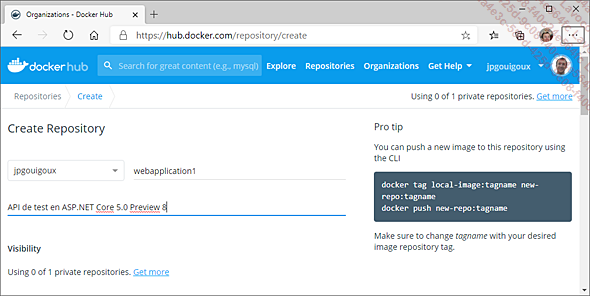 Organizations - Docker Hub
https://hub.docker.com/repository/create
dockerhub
Search for great content (e.g., mysql)
Explore
Repositories
Organizations
Get Help
jpgouigoux
Repositories
Create
Using 0 of 1 private repositories. Get more
Create Repository
jpgouigoux
webapplication1
API de test en ASP.NET Core 5.0 Preview 8
Visibility
Using 0 of 1 private repositories. Get more
Pro tip
You can push a new image to this repository using
the CLI
docker tag local-image:tagname new-
repo:tagname
docker push new-repo:tagname
Make sure to change tagname with your desired
image repository tag.